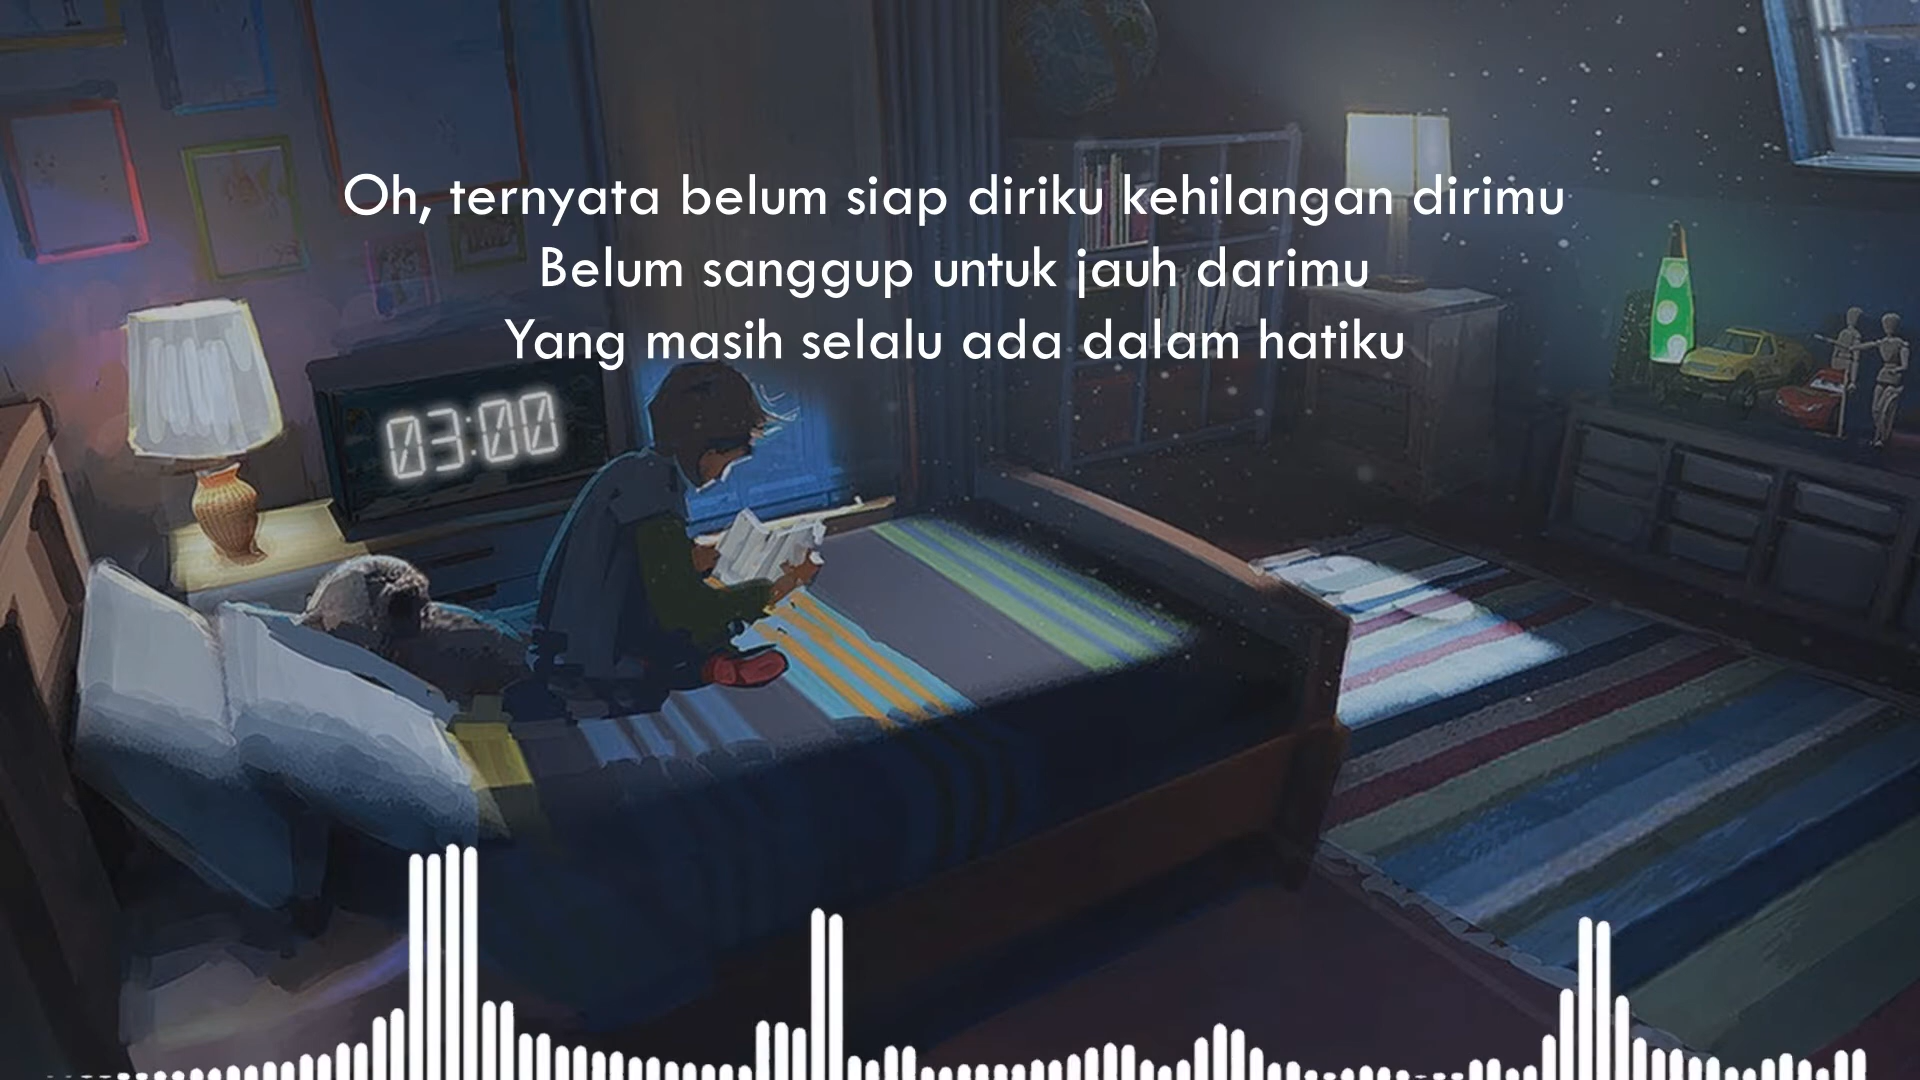 Oh, ternyata belum siap diriku kehilangan dirimu
Belum sanggup untuk jauh darimu
Yang masih selalu ada dalam hatiku
03:00